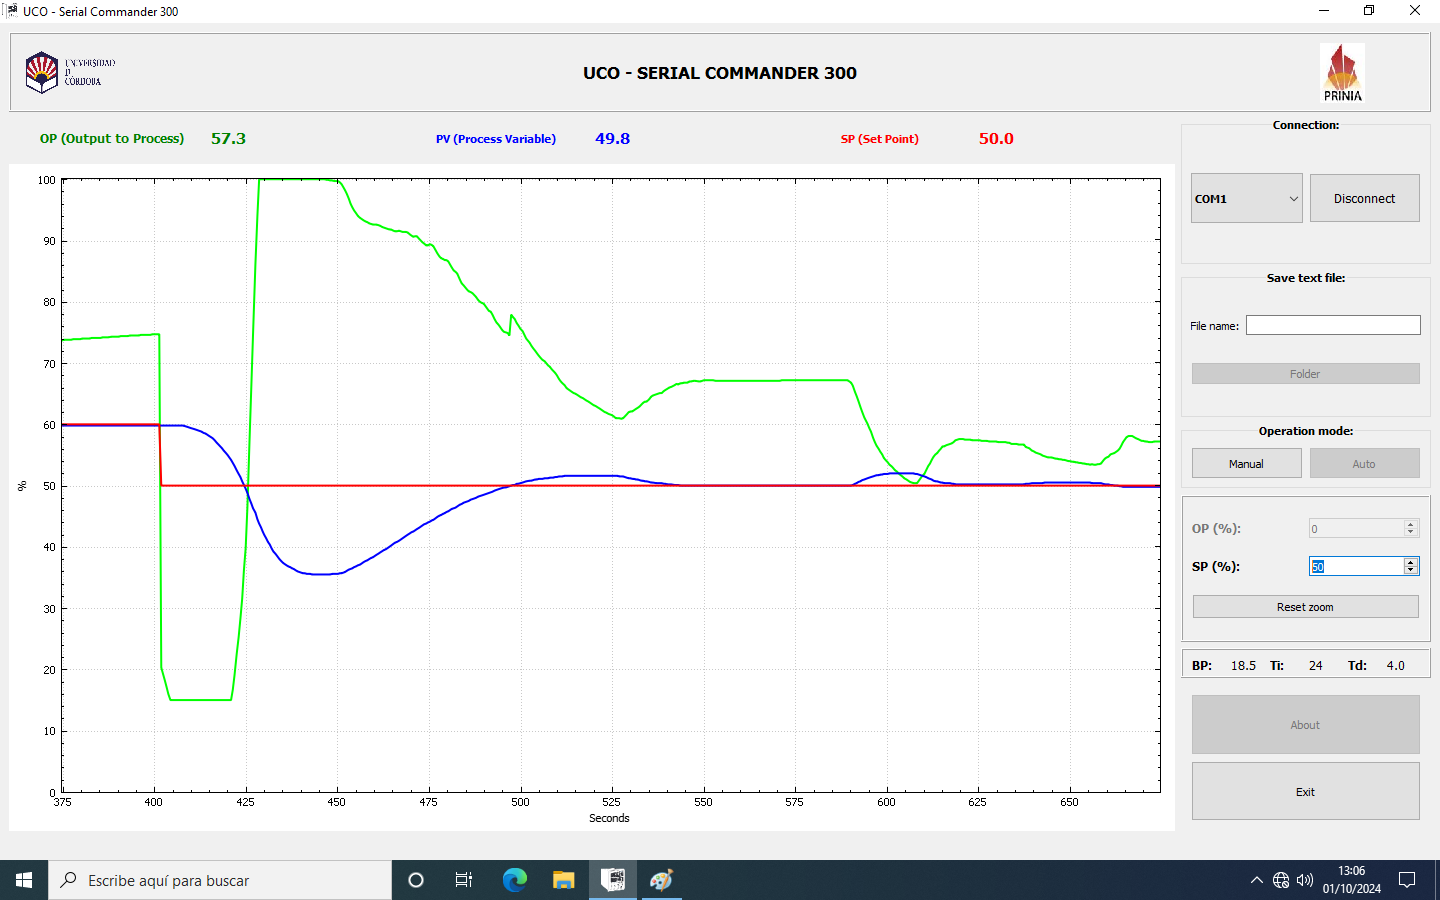 UCO - Serial Commander 300
UNIVERSIDAD
D
CÓRDOBA
UCO - SERIAL COMMANDER 300
PRINIA
OP (Output to Process) 57.3 PV (Process Variable) 49.8 SP (Set Point) 50.0
100
90
80
70
60
50
40
30
20
10
0
%
375 400 425 450 475 500 525 550 575 600 625 650
Seconds
Connection:
COM1 Disconnect
Save text file:
File name:
Folder
Operation mode:
Manual Auto
OP (%): 0
SP (%): 50
Reset zoom
BP: 18.5 Ti: 24 Td: 4.0
About
Exit
Escribe aquí para buscar
13:06
01/10/2024